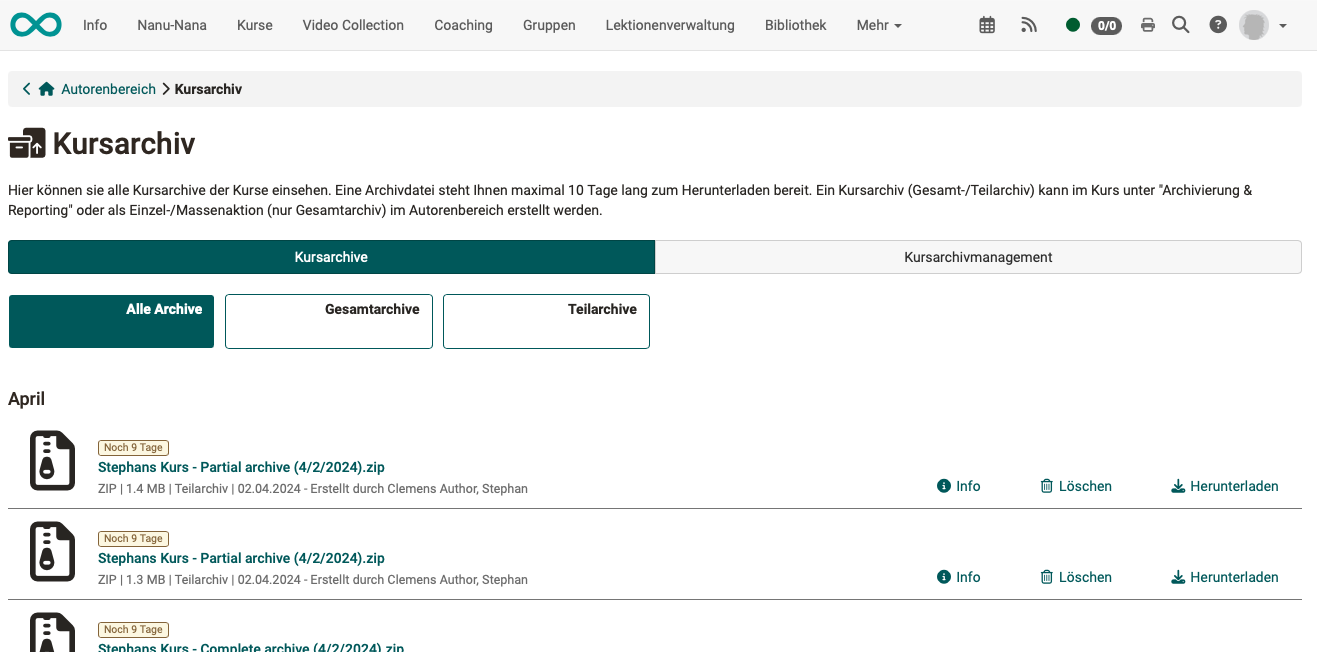 Info Nanu-Nana Kurse Video Collection Coaching Gruppen Lektionenverwaltung Bibliothek Mehr 0/0
Autorenbereich Kursarchiv
Kursarchiv
Hier können sie alle Kursarchive der Kurse einsehen. Eine Archivdatei steht Ihnen maximal 10 Tage lang zum Herunterladen bereit. Ein Kursarchiv (Gesamt-/Teilarchiv) kann im Kurs unter "Archivierung &
Reporting" oder als Einzel-/Massenaktion (nur Gesamtarchiv) im Autorenbereich erstellt werden.
Kursarchive Kursarchivmanagement
Alle Archive Gesamtarchive Teilarchive
April
Noch 9 Tage
Stephans Kurs - Partial archive (4/2/2024).zip
ZIP | 1.4 MB | Teilarchiv | 02.04.2024 - Erstellt durch Clemens Author, Stephan
Info Löschen Herunterladen
Noch 9 Tage
Stephans Kurs - Partial archive (4/2/2024).zip
ZIP | 1.3 MB | Teilarchiv | 02.04.2024 - Erstellt durch Clemens Author, Stephan
Info Löschen Herunterladen
Noch 9 Tage
Stephans Kurs - Complete archive (4/2/2024).zip